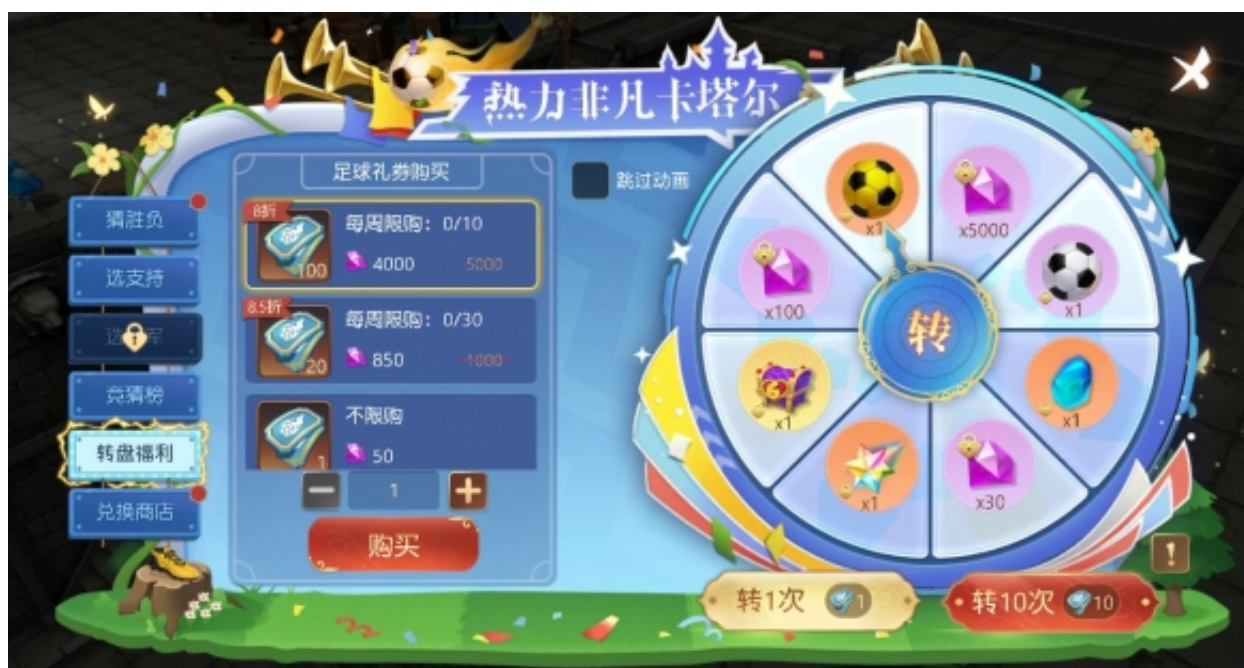 热力非凡卡塔尔
足球礼券购买
跳过动画
猜胜负
选支持
竞猜榜
转盘福利
兑换商店
8折
每周限购：0/10
100
4000 5000
8.5折
每周限购：0/30
20
850 1000
不限购
1
50
1
购买
x1
x5000
x100
x1
转
x1
x1
x1
x30
转1次 1
转10次 10